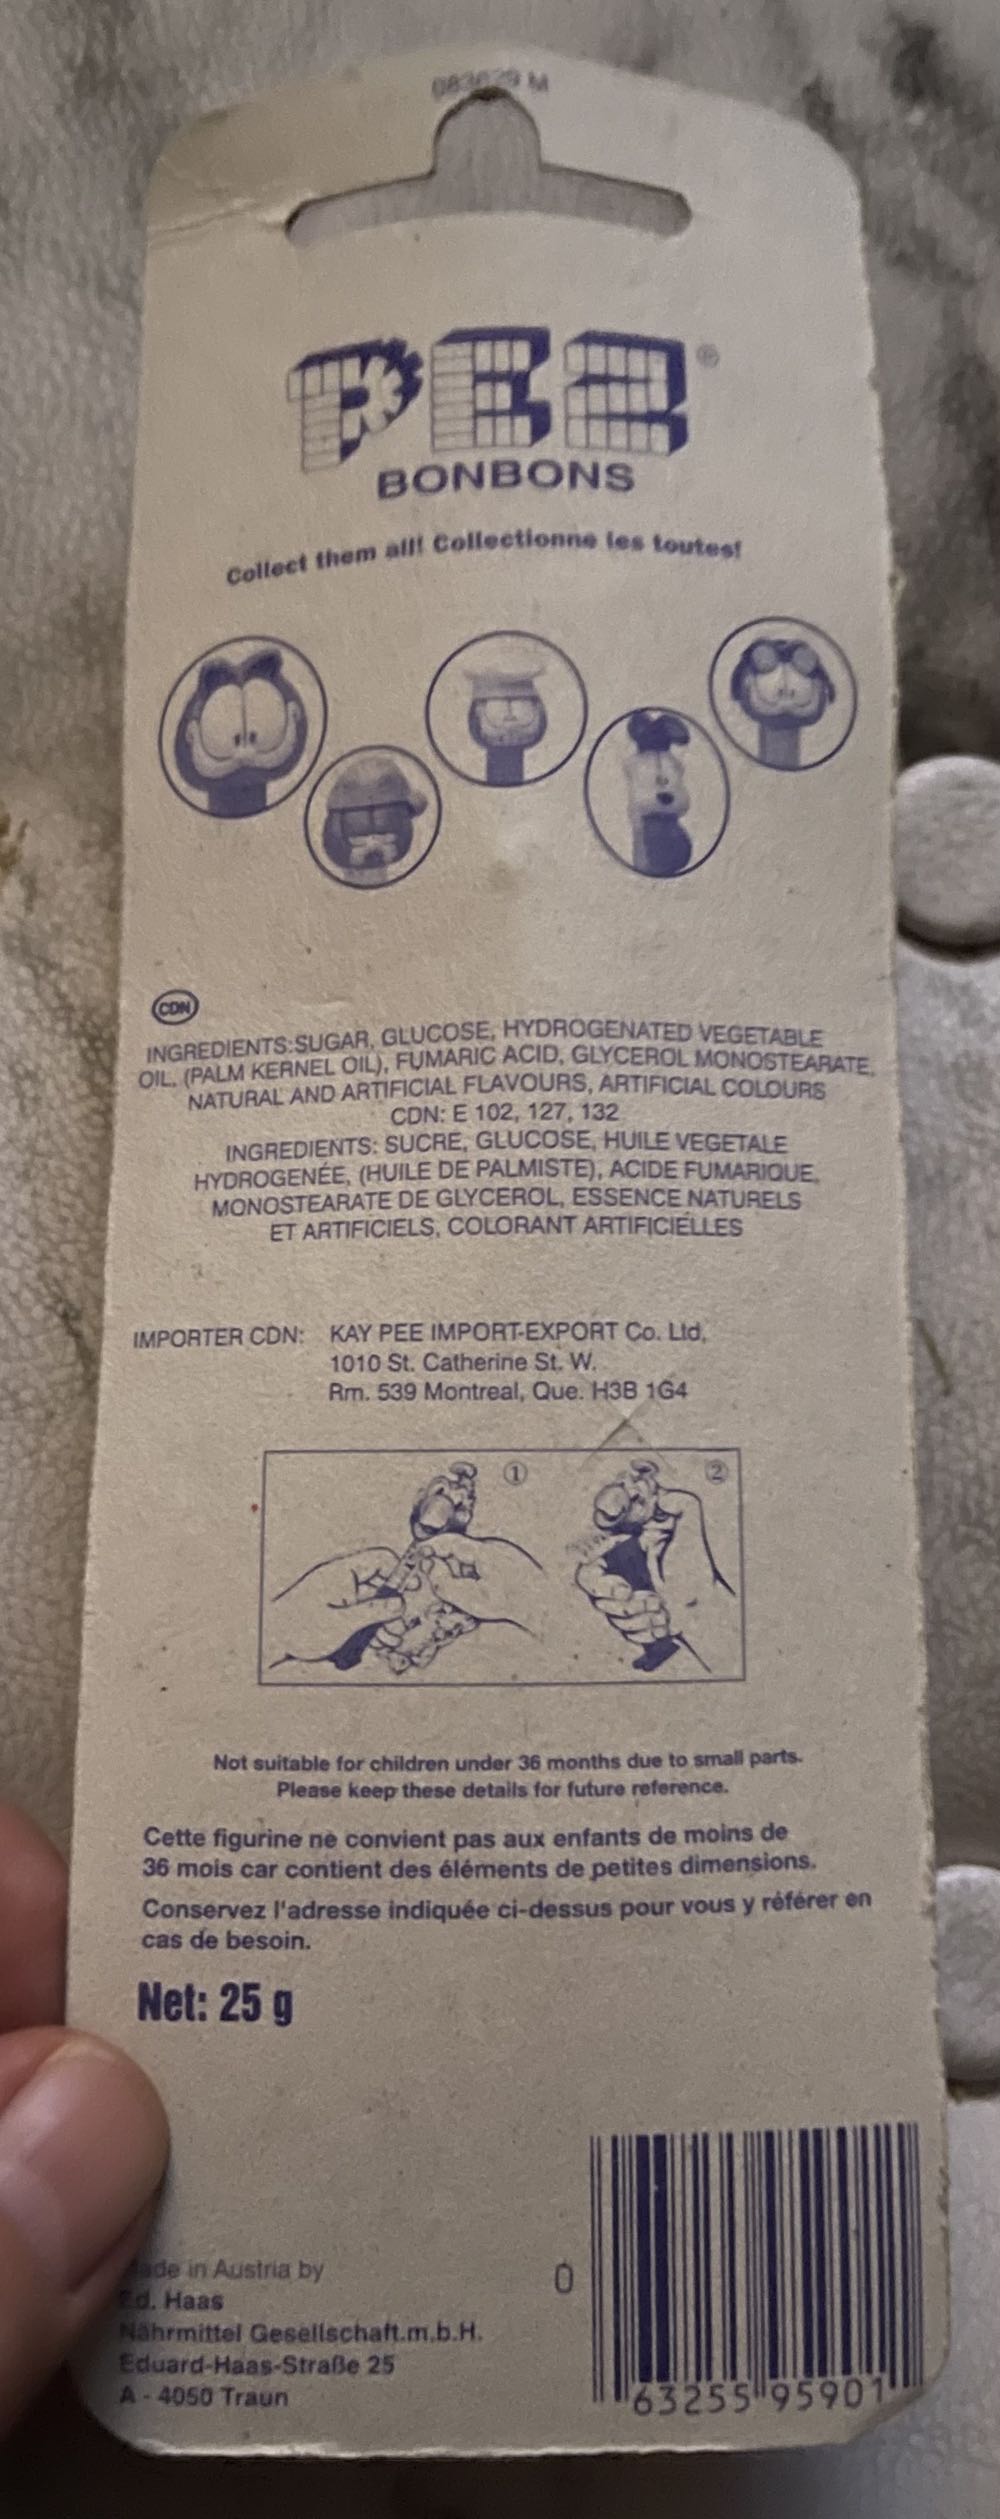 PEZ®
BONBONS
Collect them all! Collectionne les toutes!
CDN
INGREDIENTS:SUGAR, GLUCOSE, HYDROGENATED VEGETABLE
OIL, (PALM KERNEL OIL), FUMARIC ACID, GLYCEROL MONOSTEARATE,
NATURAL AND ARTIFICIAL FLAVOURS, ARTIFICIAL COLOURS
CDN: E 102, 127, 132
INGREDIENTS: SUCRE, GLUCOSE, HUILE VEGETALE
HYDROGENÉE, (HUILE DE PALMISTE), ACIDE FUMARIQUE,
MONOSTEARATE DE GLYCEROL, ESSENCE NATURELS
ET ARTIFICIELS, COLORANT ARTIFICIELLES
IMPORTER CDN: KAY PEE IMPORT-EXPORT Co. Ltd,
1010 St. Catherine St. W.
Rm. 539 Montreal, Que. H3B 1G4
1 2
Not suitable for children under 36 months due to small parts.
Please keep these details for future reference.
Cette figurine ne convient pas aux enfants de moins de
36 mois car contient des éléments de petites dimensions.
Conservez l'adresse indiquée ci-dessus pour vous y référer en
cas de besoin.
Net: 25 g
Made in Austria by
Ed. Haas
Nährmittel Gesellschaft.m.b.H.
Eduard-Haas-Straße 25
A - 4050 Traun
0 63255 95901